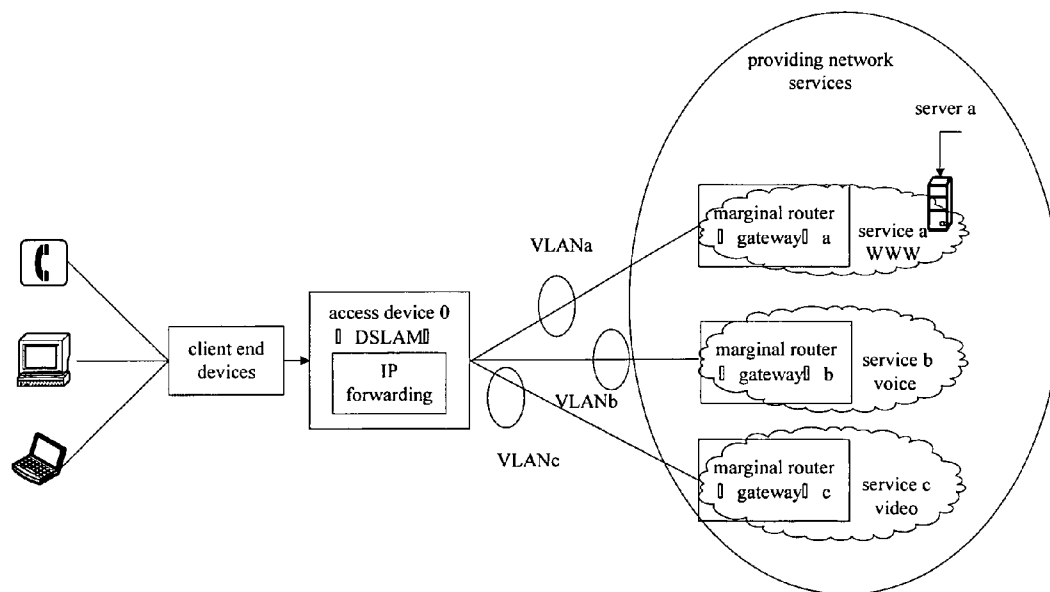 providing network
services
server a
marginal router
▯ gateway▯ a
service a
WWW
VLANa
access device 0
▯ DSLAM▯
IP
forwarding
client end
devices
marginal router
▯ gateway▯ b
service b
voice
VLANb
VLANc
marginal router
▯ gateway▯ c
service c
video